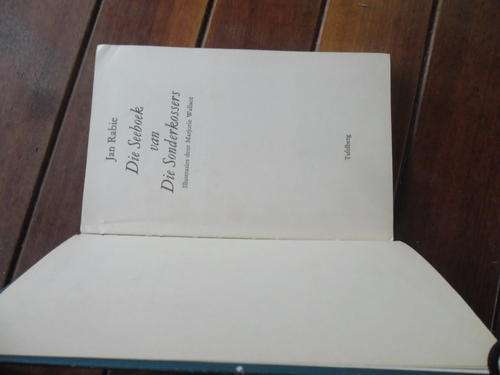 Jan Rabie
Die Seeboek
van
Die Sonderkossers
Illustrasies deur Marjorie Wallace
Tafelberg